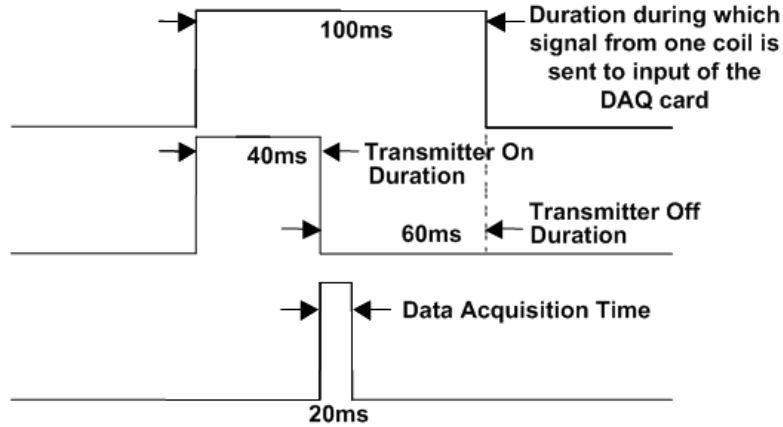 100ms
Duration during which
signal from one coil is
sent to input of the
DAQ card
40ms
Transmitter On
Duration
60ms
Transmitter Off
Duration
Data Acquisition Time
20ms